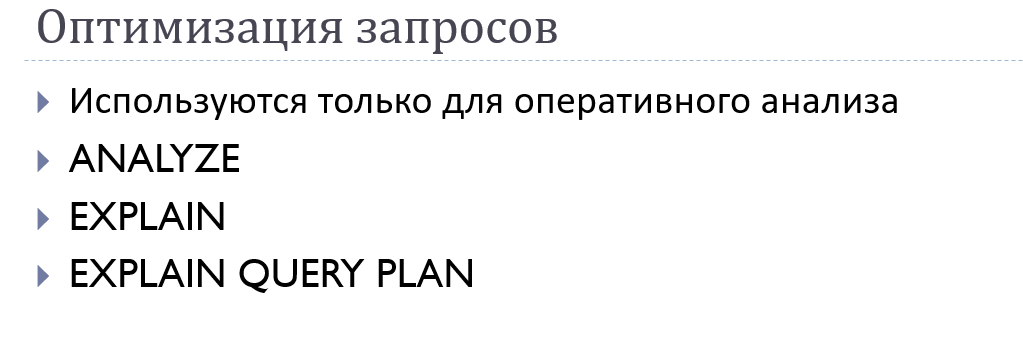 Оптимизация запросов
Используются только для оперативного анализа
ANALYZE
EXPLAIN
EXPLAIN QUERY PLAN